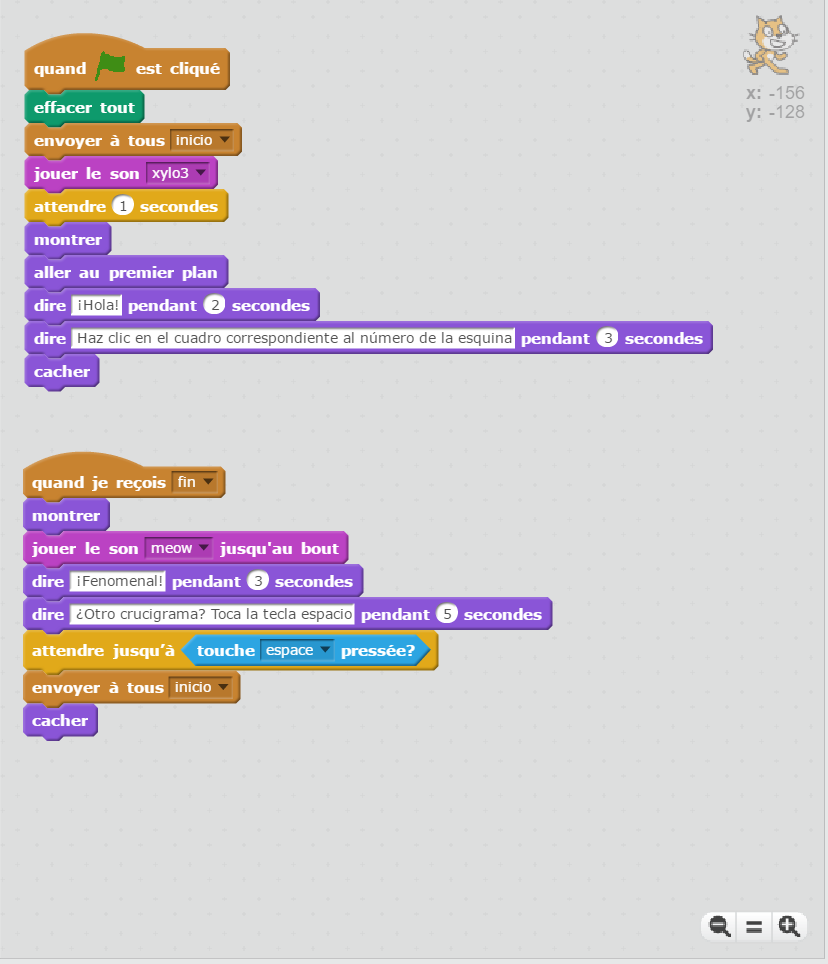 quand est cliqué
effacer tout
envoyer à tous inicio
jouer le son xylo3
attendre 1 secondes
montrer
aller au premier plan
dire ¡Hola! pendant 2 secondes
dire Haz clic en el cuadro correspondiente al número de la esquina pendant 3 secondes
cacher
x: -156
y: -128
quand je reçois fin
montrer
jouer le son meow jusqu'au bout
dire ¡Fenomenal! pendant 3 secondes
dire ¿Otro crucigrama? Toca la tecla espacio pendant 5 secondes
attendre jusqu'à touche espace pressée?
envoyer à tous inicio
cacher